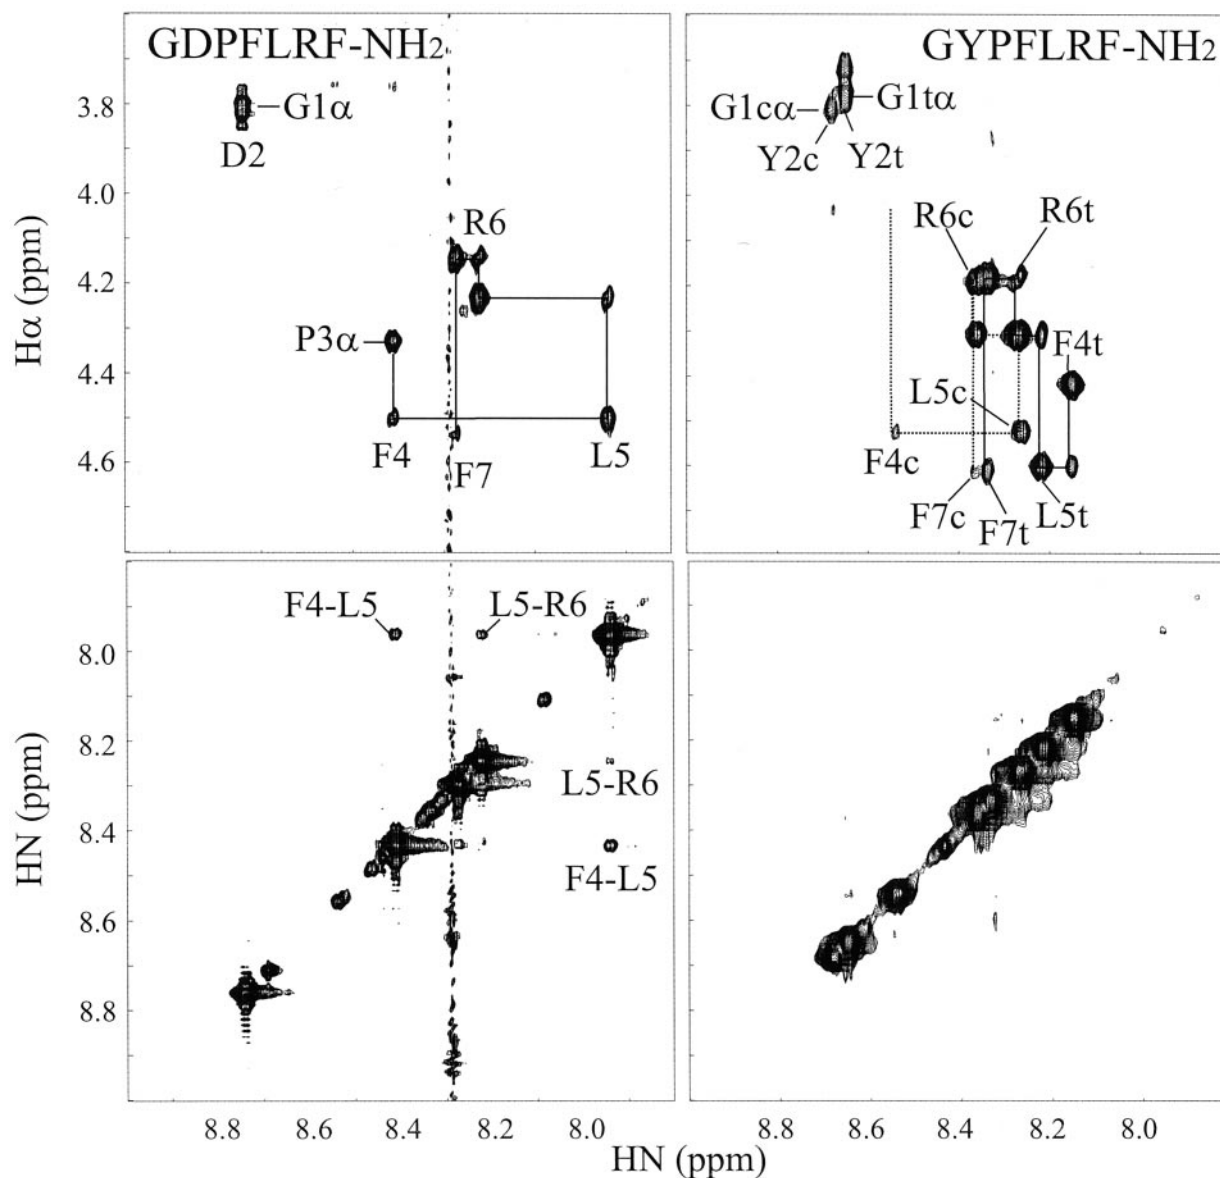 GDPFLRF-NH2
GYPFLRF-NH2
3.8
4.0
4.2
4.4
4.6
Hα (ppm)
G1α
D2
R6
P3α
F4
F7
L5
G1cα
G1tα
Y2c
Y2t
R6c
R6t
F4t
L5c
F4c
F7c
F7t
L5t
8.0
8.2
8.4
8.6
8.8
HN (ppm)
F4-L5
L5-R6
L5-R6
F4-L5
8.8 8.6 8.4 8.2 8.0
8.8 8.6 8.4 8.2 8.0
HN (ppm)